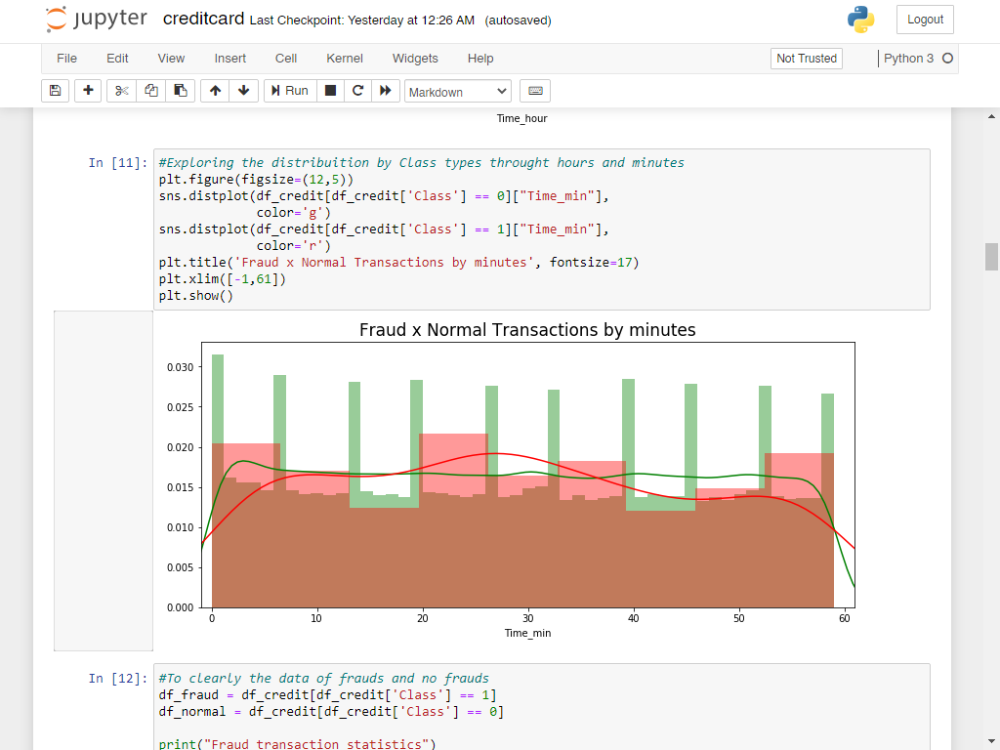 jupyter creditcard Last Checkpoint: Yesterday at 12:26 AM (autosaved) Logout
File Edit View Insert Cell Kernel Widgets Help Not Trusted Python 3
Run Markdown
Time_hour
In [11]: #Exploring the distribuition by Class types throught hours and minutes
plt.figure(figsize=(12,5))
sns.distplot(df_credit[df_credit['Class'] == 0]["Time_min"],
color='g')
sns.distplot(df_credit[df_credit['Class'] == 1]["Time_min"],
color='r')
plt.title('Fraud x Normal Transactions by minutes', fontsize=17)
plt.xlim([-1,61])
plt.show()
Fraud x Normal Transactions by minutes
0.030
0.025
0.020
0.015
0.010
0.005
0.000
0 10 20 30 40 50 60
Time_min
In [12]: #To clearly the data of frauds and no frauds
df_fraud = df_credit[df_credit['Class'] == 1]
df_normal = df_credit[df_credit['Class'] == 0]
print("Fraud transaction statistics")